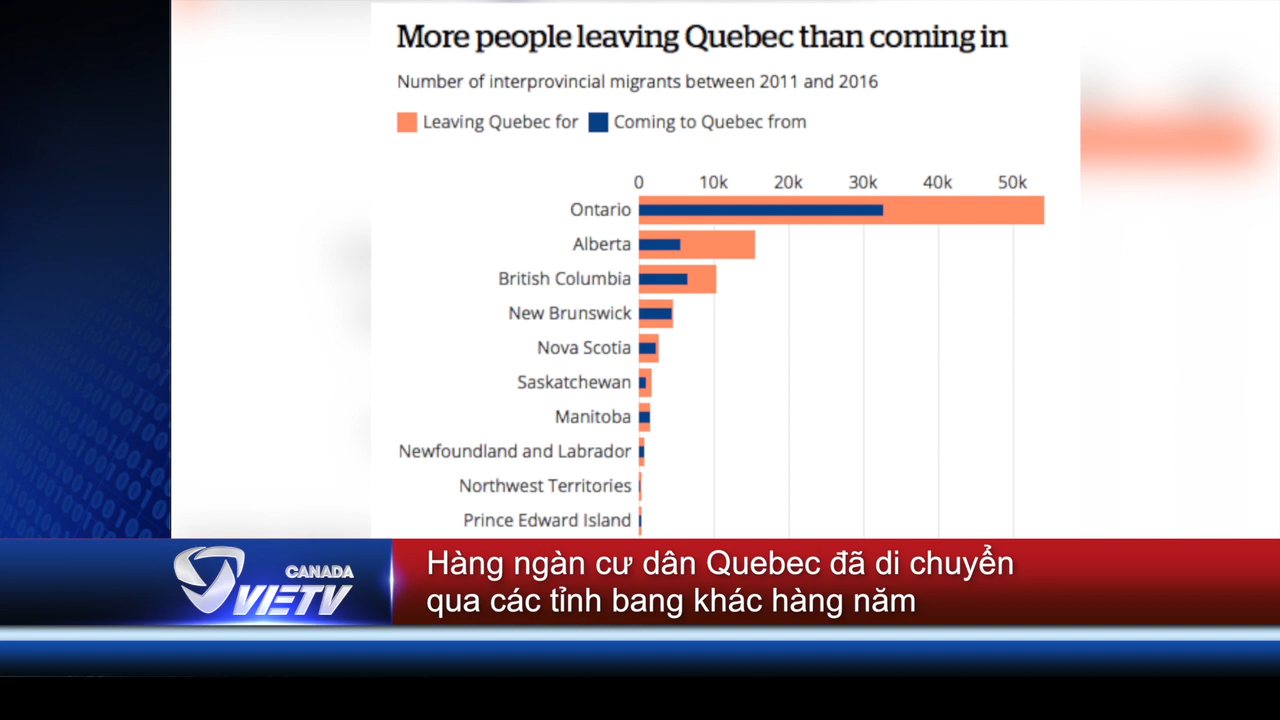 More people leaving Quebec than coming in
Number of interprovincial migrants between 2011 and 2016
Leaving Quebec for Coming to Quebec from
0 10k 20k 30k 40k 50k
Ontario
Alberta
British Columbia
New Brunswick
Nova Scotia
Saskatchewan
Manitoba
Newfoundland and Labrador
Northwest Territories
Prince Edward Island
CANADA
VIETV
Hàng ngàn cư dân Quebec đã di chuyển
qua các tỉnh bang khác hàng năm